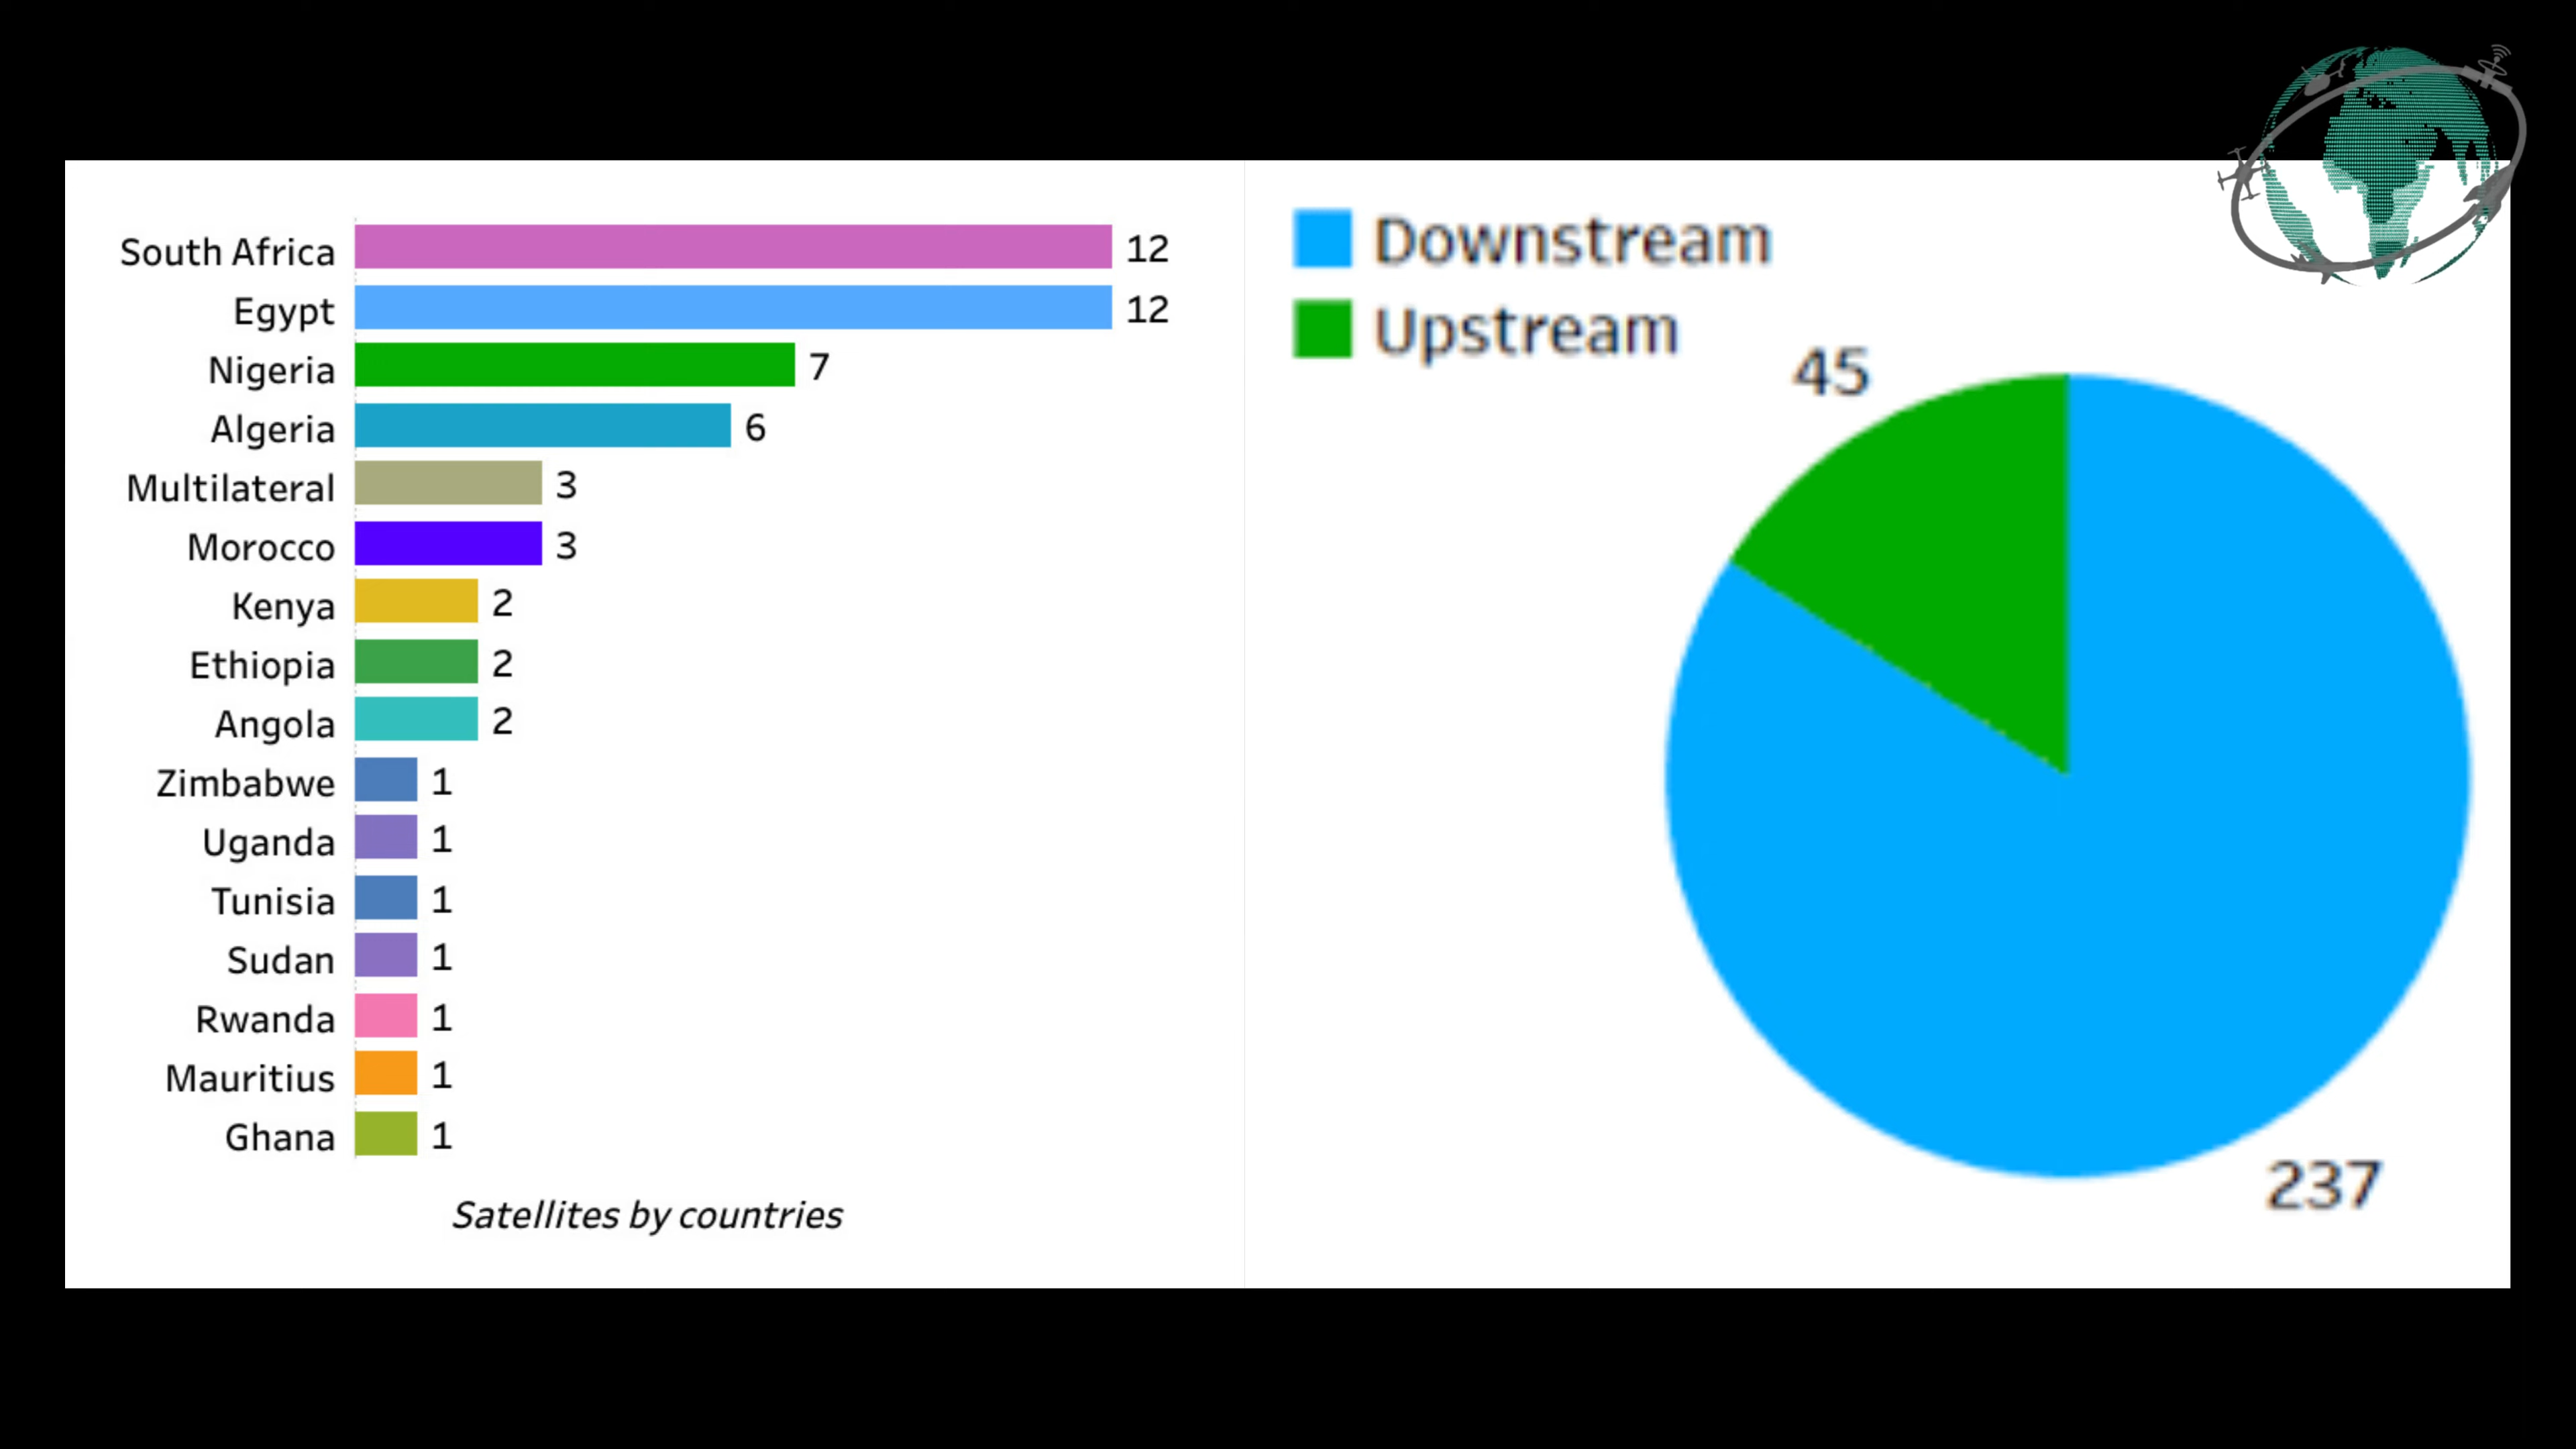 South Africa 12
Egypt 12
Nigeria 7
Algeria 6
Multilateral 3
Morocco 3
Kenya 2
Ethiopia 2
Angola 2
Zimbabwe 1
Uganda 1
Tunisia 1
Sudan 1
Rwanda 1
Mauritius 1
Ghana 1
Satellites by countries
Downstream
Upstream
45
237